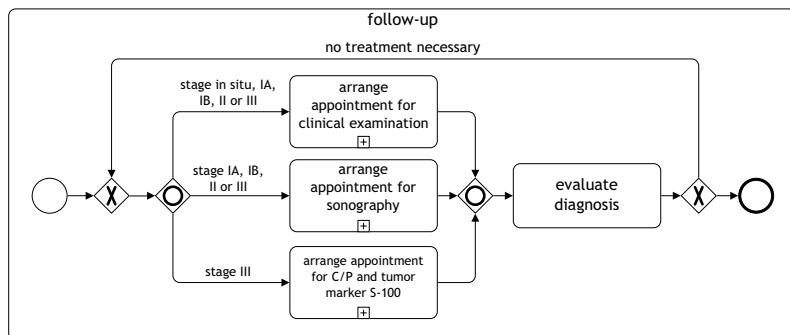 follow-up
no treatment necessary
stage in situ, IA,
IB, II or III
arrange
appointment for
clinical examination
stage IA, IB,
II or III
arrange
appointment for
sonography
evaluate
diagnosis
stage III
arrange appointment
for C/P and tumor
marker S-100